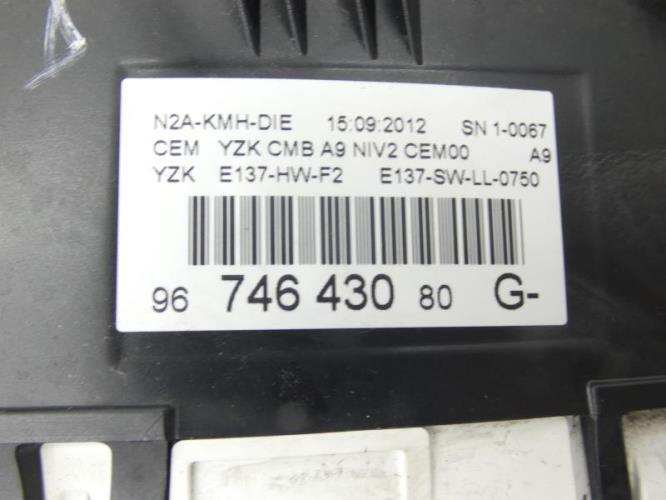 N2A-KMH-DIE 15:09:2012 SN 1-0067
CEM YZK CMB A9 NIV2 CEM00 A9
YZK E137-HW-F2 E137-SW-LL-0750
96 746 430 80 G-